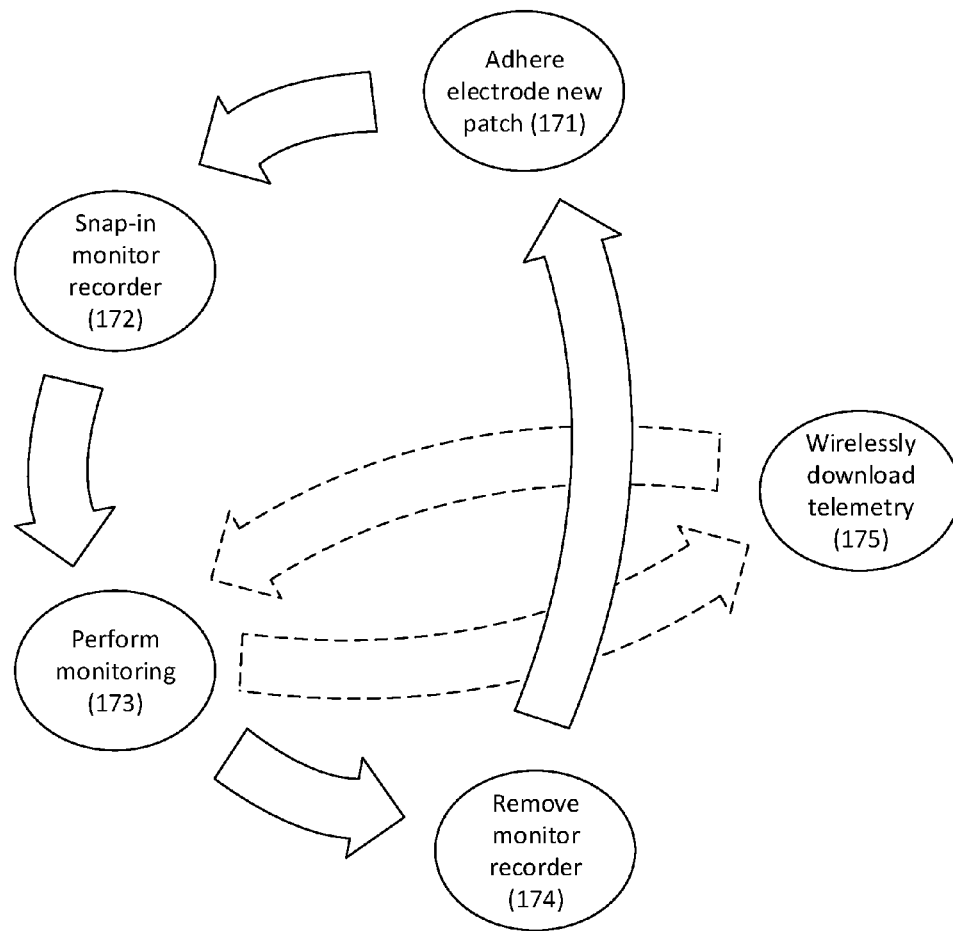 Adhere
electrode new
patch (171)
Snap-in
monitor
recorder
(172)
Wirelessly
download
telemetry
(175)
Perform
monitoring
(173)
Remove
monitor
recorder
(174)